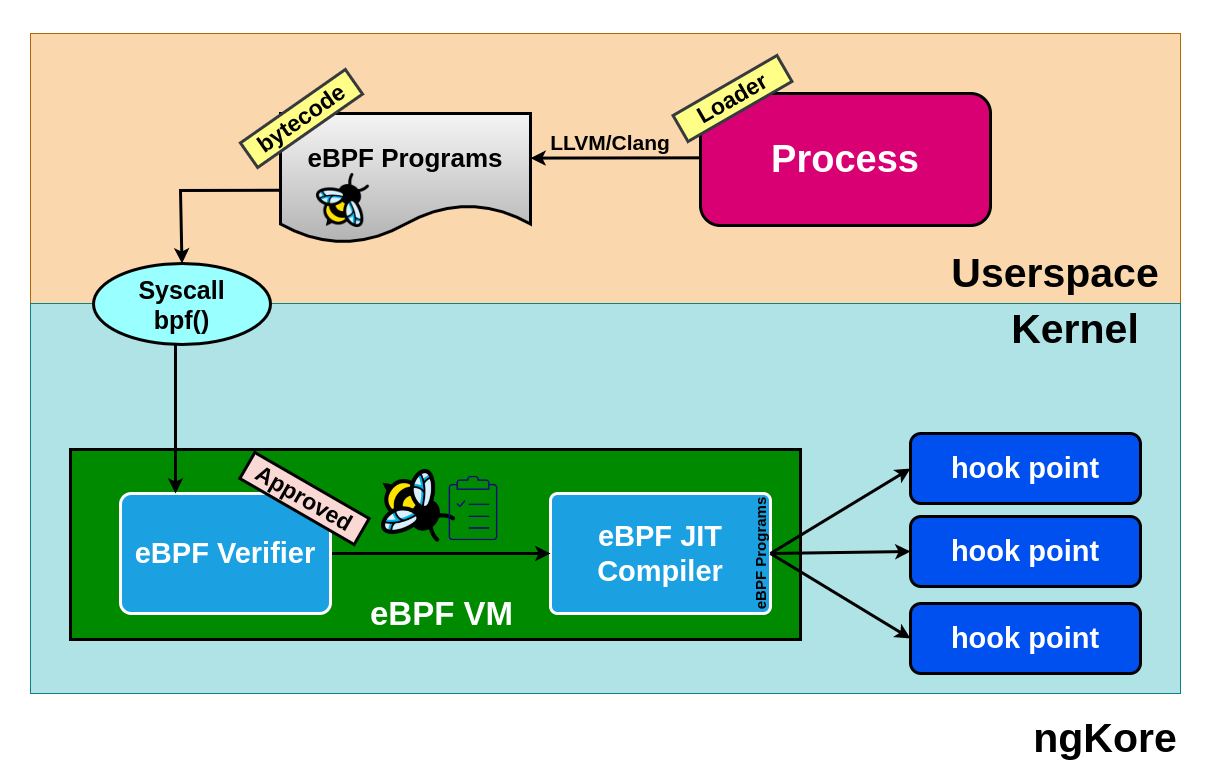 bytecode
Loader
eBPF Programs
LLVM/Clang
Process
Userspace
Syscall
bpf()
Kernel
Approved
eBPF Verifier
eBPF JIT
Compiler
eBPF Programs
eBPF VM
hook point
hook point
hook point
ngKore